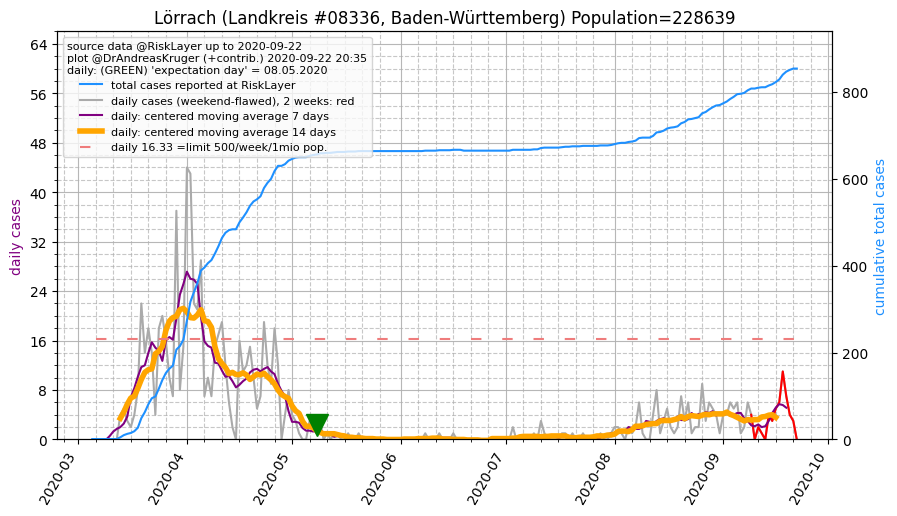 Lörrach (Landkreis #08336, Baden-Württemberg) Population=228639
source data @RiskLayer up to 2020-09-22
plot @DrAndreasKruger (+contrib.) 2020-09-22 20:35
daily: (GREEN) 'expectation day' = 08.05.2020
total cases reported at RiskLayer
daily cases (weekend-flawed), 2 weeks: red
daily: centered moving average 7 days
daily: centered moving average 14 days
daily 16.33 =limit 500/week/1mio pop.
daily cases
64
56
48
40
32
24
16
8
0
cumulative total cases
800
600
400
200
0
2020-03
2020-04
2020-05
2020-06
2020-07
2020-08
2020-09
2020-10